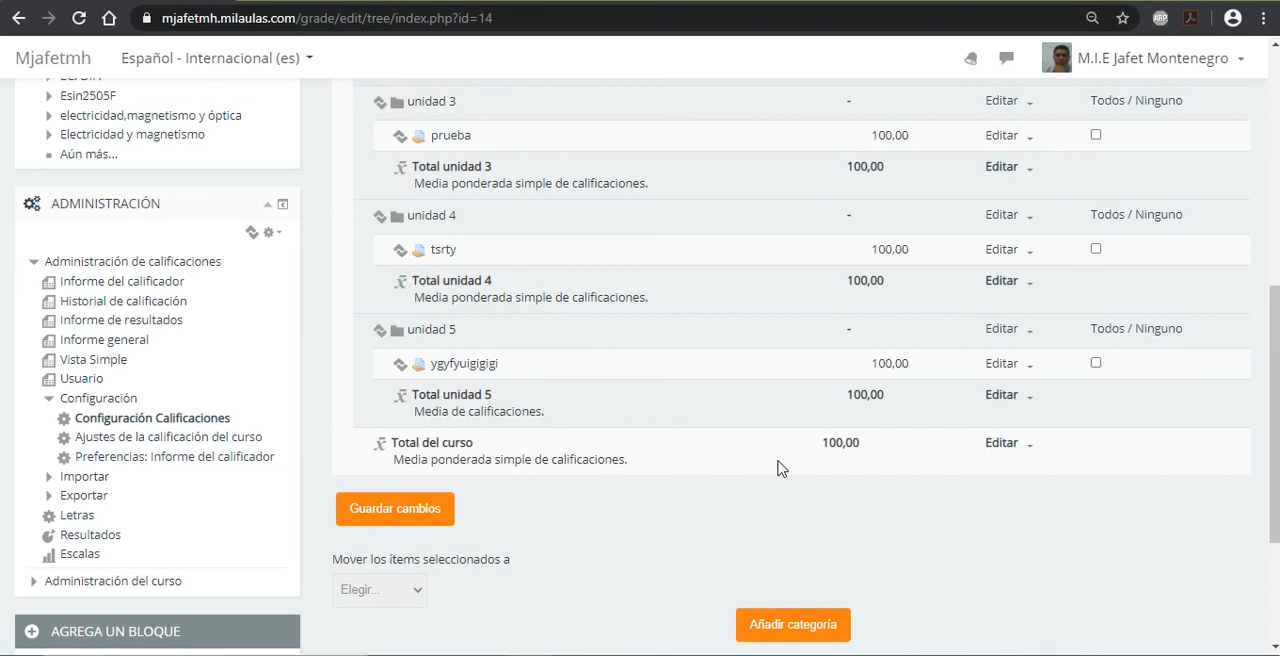 mjafetmh.milaulas.com/grade/edit/tree/index.php?id=14
ABP
Mjafetmh
Español - Internacional (es)
M.I.E Jafet Montenegro
Esin2505F
electricidad,magnetismo y óptica
Electricidad y magnetismo
Aún más...
ADMINISTRACIÓN
Administración de calificaciones
Informe del calificador
Historial de calificación
Informe de resultados
Informe general
Vista Simple
Usuario
Configuración
Configuración Calificaciones
Ajustes de la calificación del curso
Preferencias: Informe del calificador
Importar
Exportar
Letras
Resultados
Escalas
Administración del curso
AGREGA UN BLOQUE
unidad 3 - Editar Todos / Ninguno
prueba 100,00 Editar
Total unidad 3 100,00 Editar
Media ponderada simple de calificaciones.
unidad 4 - Editar Todos / Ninguno
tsrty 100,00 Editar
Total unidad 4 100,00 Editar
Media ponderada simple de calificaciones.
unidad 5 - Editar Todos / Ninguno
ygyfyuigigigi 100,00 Editar
Total unidad 5 100,00 Editar
Media de calificaciones.
Total del curso 100,00 Editar
Media ponderada simple de calificaciones.
Guardar cambios
Mover los ítems seleccionados a
Elegir...
Añadir categoría